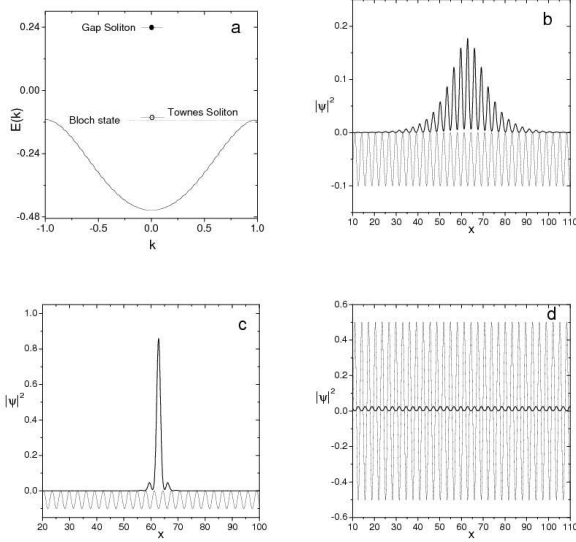 a
Gap Soliton
Townes Soliton
Bloch state
E(k)
0.24
0.00
-0.24
-0.48
-1.0 -0.5 0.0 0.5 1.0
k
b
|ψ|²
0.2
0.1
0.0
-0.1
10 20 30 40 50 60 70 80 90 100 110
x
c
|ψ|²
1.0
0.8
0.6
0.4
0.2
0.0
20 30 40 50 60 70 80 90 100
x
d
|ψ|²
0.6
0.4
0.2
0.0
-0.2
-0.4
-0.6
10 20 30 40 50 60 70 80 90 100 110
x